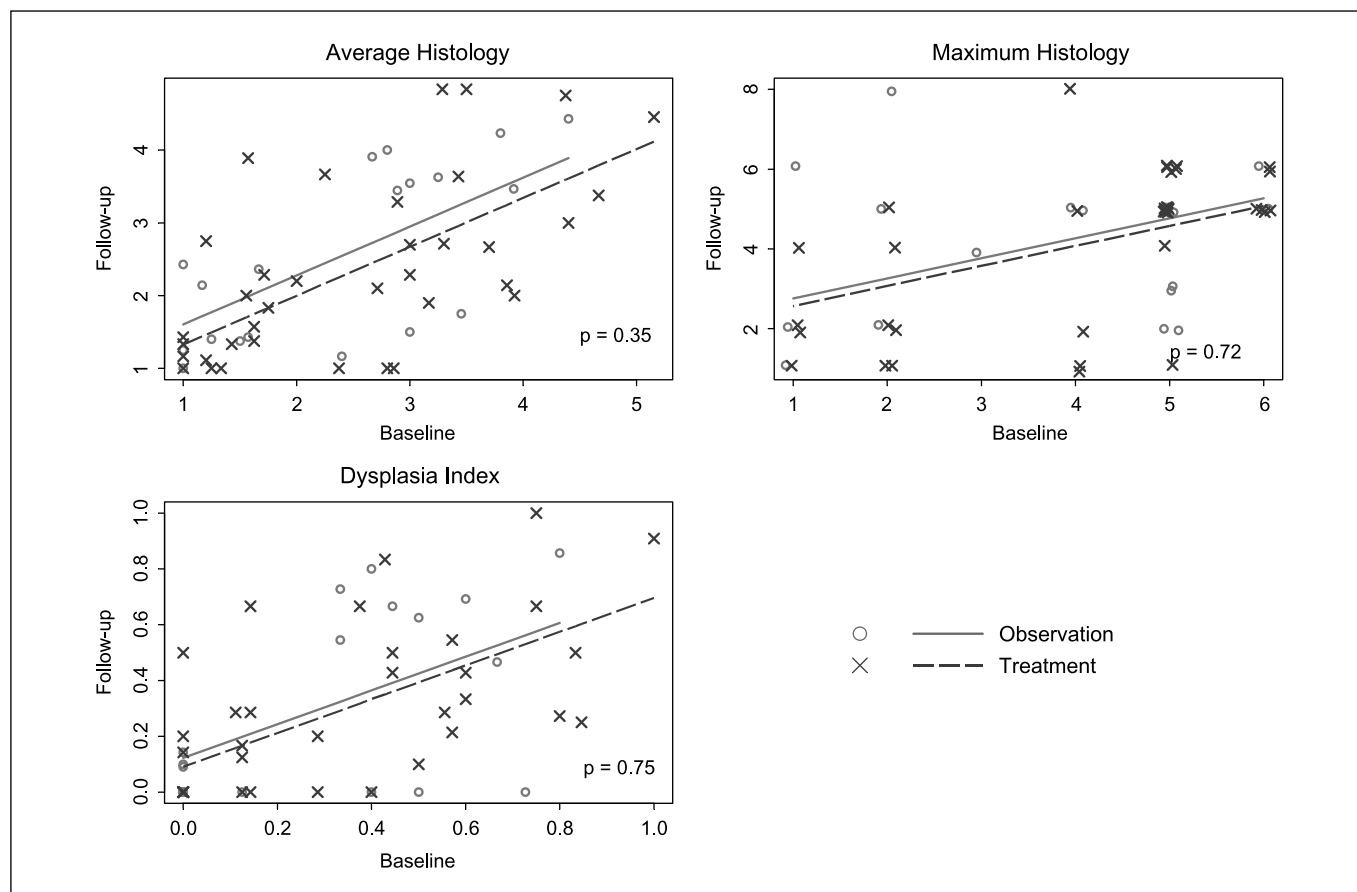 Average Histology
Follow-up
4
3
2
1
p = 0.35
1 2 3 4 5
Baseline
Maximum Histology
Follow-up
8
6
4
2
p = 0.72
1 2 3 4 5 6
Baseline
Dysplasia Index
Follow-up
1.0
0.8
0.6
0.4
0.2
0.0
p = 0.75
0.0 0.2 0.4 0.6 0.8 1.0
Baseline
Observation
Treatment